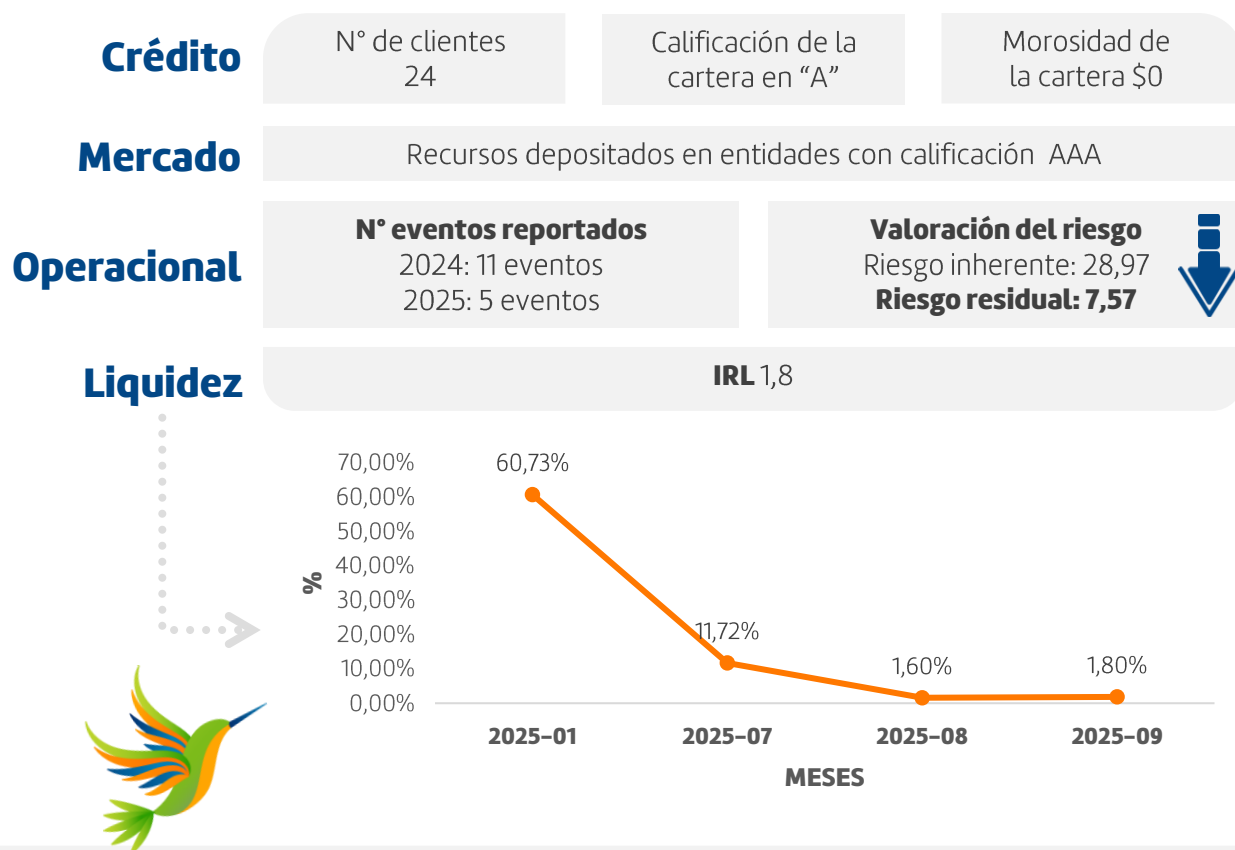 Crédito
N° de clientes
24
Calificación de la
cartera en “A”
Morosidad de
la cartera $0
Mercado
Recursos depositados en entidades con calificación AAA
Operacional
N° eventos reportados
2024: 11 eventos
2025: 5 eventos
Valoración del riesgo
Riesgo inherente: 28,97
Riesgo residual: 7,57
Liquidez
IRL 1,8
%
70,00%
60,00%
50,00%
40,00%
30,00%
20,00%
10,00%
0,00%
60,73%
11,72%
1,60%
1,80%
2025–01
2025–07
2025–08
2025–09
MESES